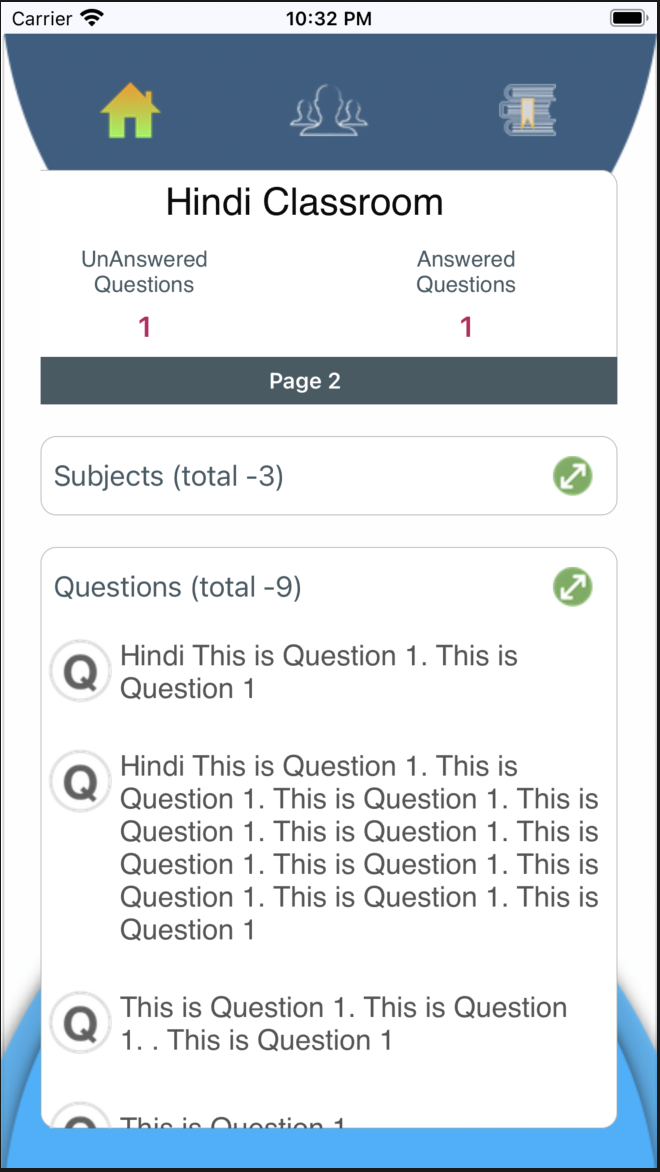 Carrier
10:32 PM
Hindi Classroom
UnAnswered
Questions
1
Answered
Questions
1
Page 2
Subjects (total -3)
Questions (total -9)
Q
Hindi This is Question 1. This is
Question 1
Q
Hindi This is Question 1. This is
Question 1. This is Question 1. This is
Question 1. This is Question 1. This is
Question 1. This is Question 1. This is
Question 1. This is Question 1. This is
Question 1
Q
This is Question 1. This is Question
1. . This is Question 1
Q
This is Question 1